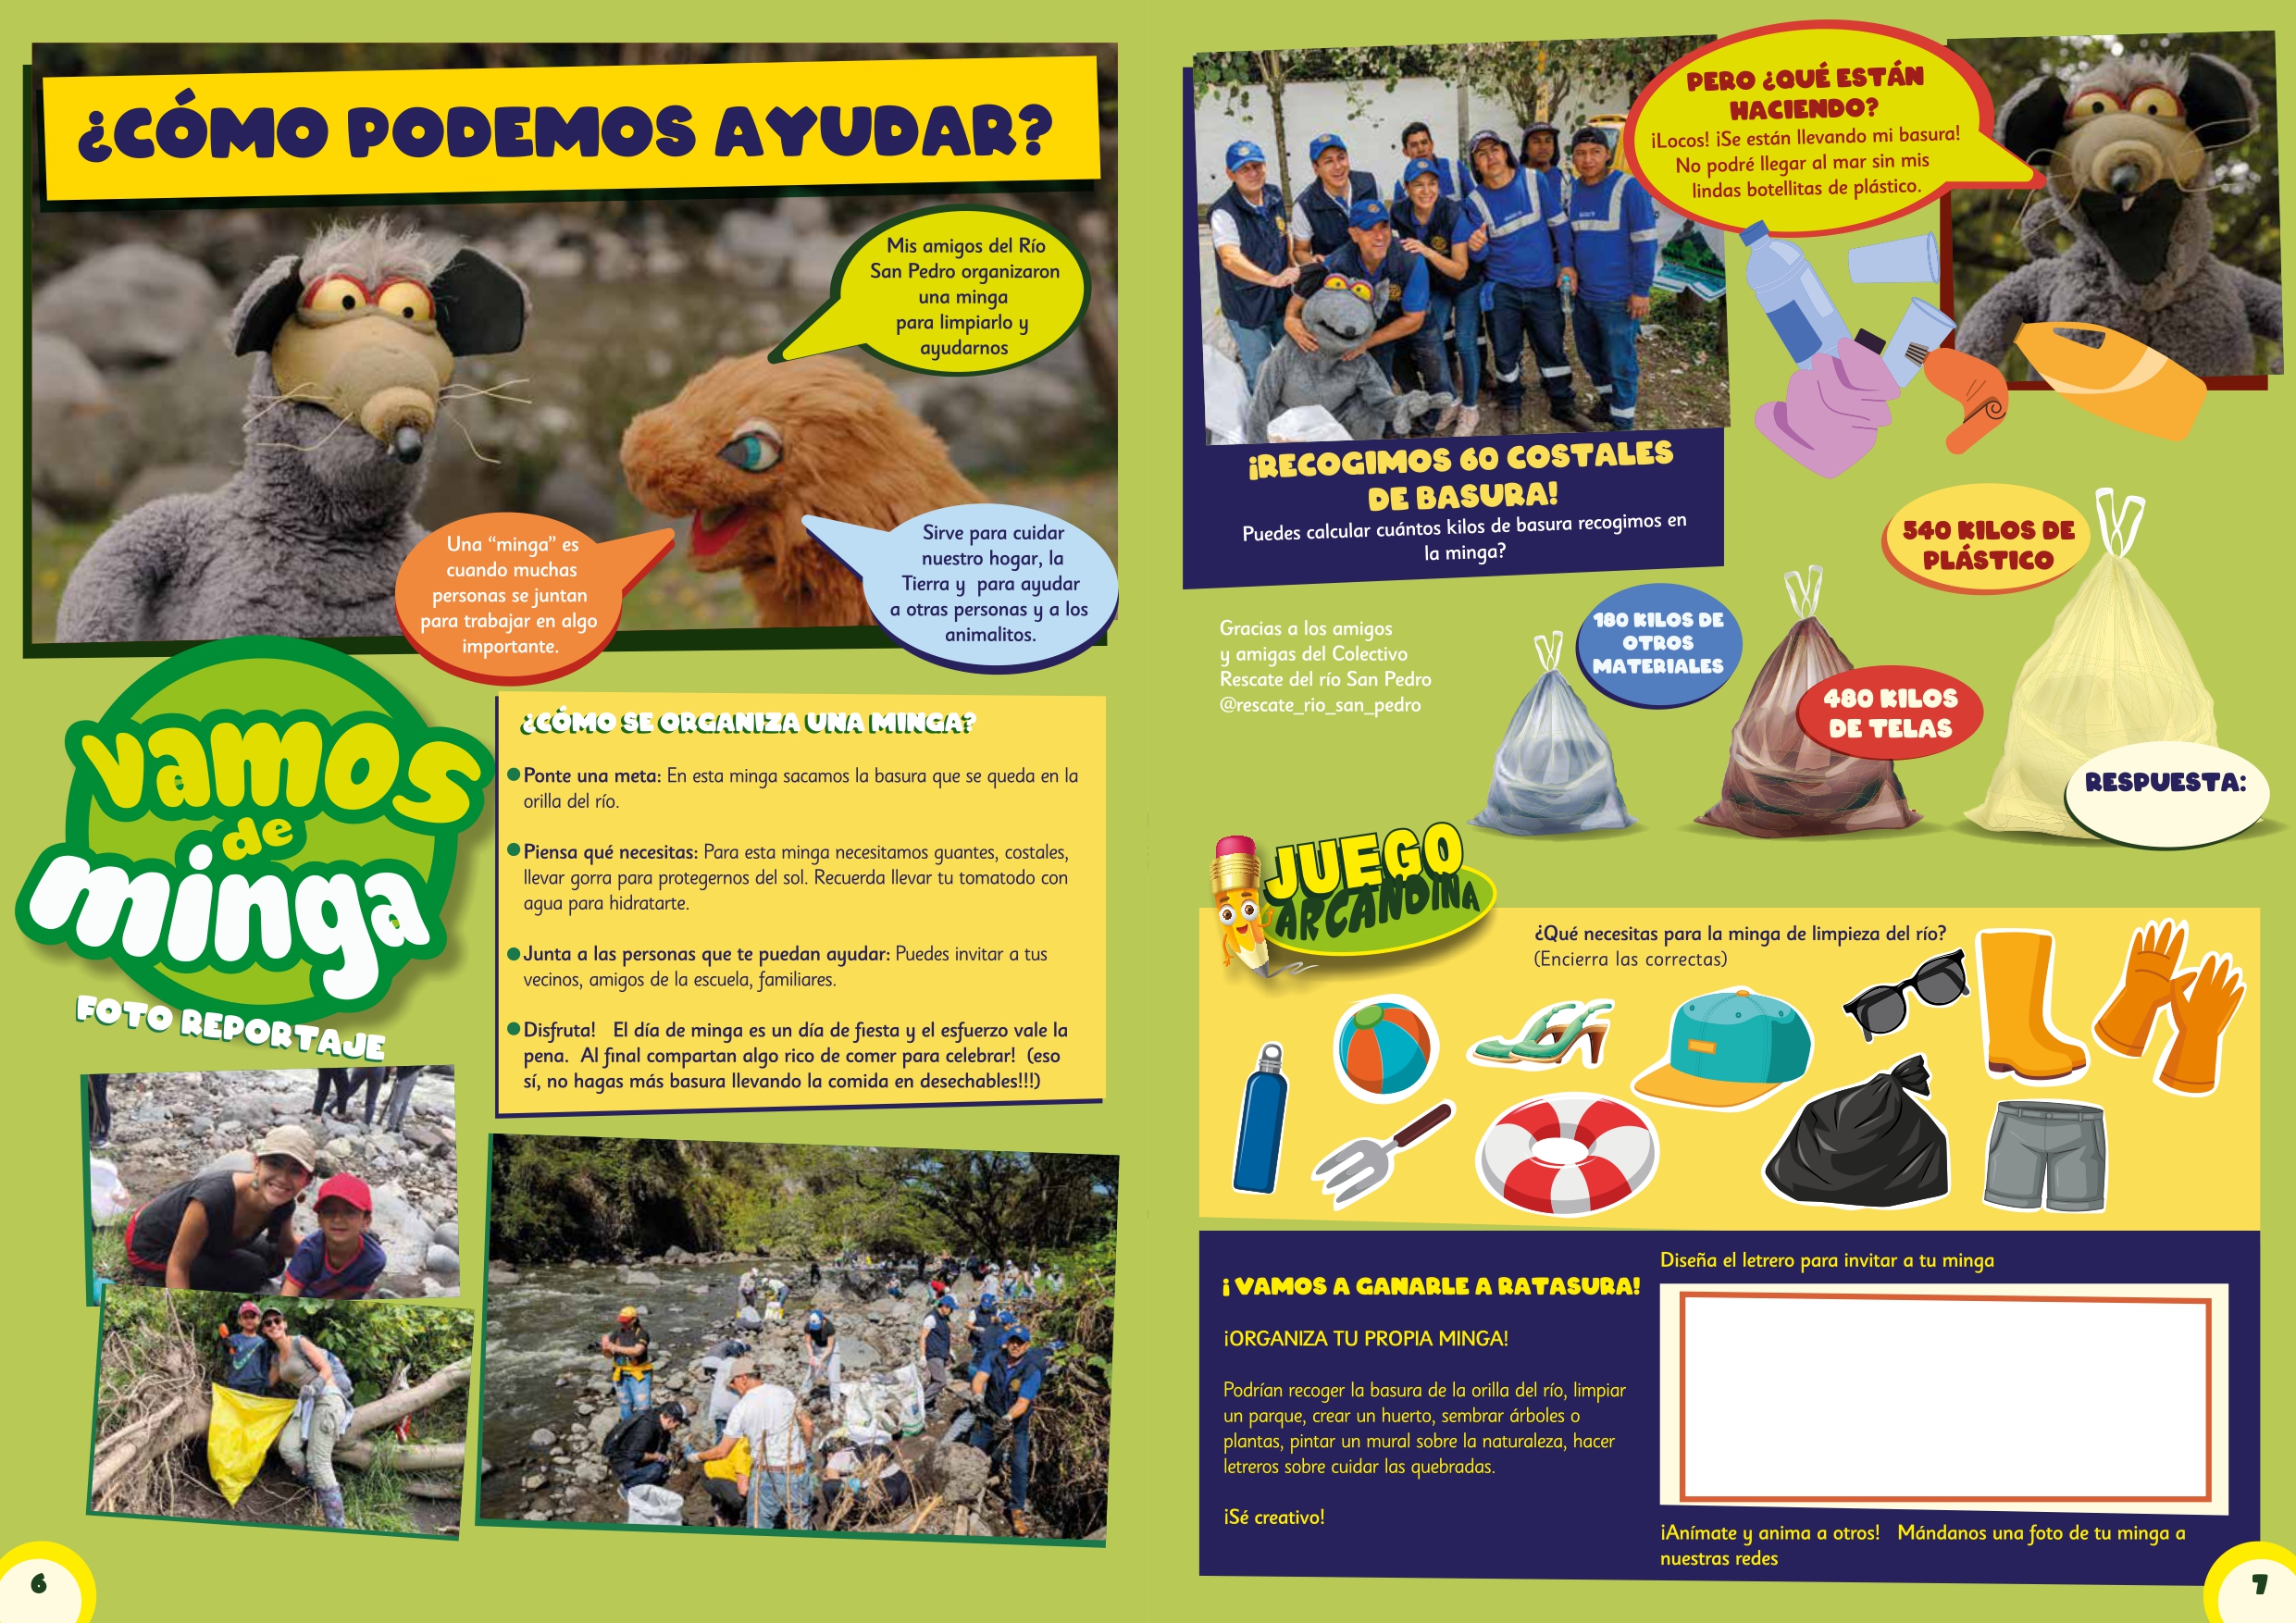 ¿CÓMO PODEMOS AYUDAR?
Mis amigos del Río
San Pedro organizaron
una minga
para limpiarlo y
ayudarnos
Una “minga” es
cuando muchas
personas se juntan
para trabajar en algo
importante.
Sirve para cuidar
nuestro hogar, la
Tierra y para ayudar
a otras personas y a los
animalitos.
vamos
de
minga
FOTO REPORTAJE
¿CÓMO SE ORGANIZA UNA MINGA?
Ponte una meta: En esta minga sacamos la basura que se queda en la
orilla del río.
Piensa qué necesitas: Para esta minga necesitamos guantes, costales,
llevar gorra para protegernos del sol. Recuerda llevar tu tomatodo con
agua para hidratarte.
Junta a las personas que te puedan ayudar: Puedes invitar a tus
vecinos, amigos de la escuela, familiares.
Disfruta! El día de minga es un día de fiesta y el esfuerzo vale la
pena. Al final compartan algo rico de comer para celebrar! (eso
sí, no hagas más basura llevando la comida en desechables!!!)
6
PERO ¿QUÉ ESTÁN
HACIENDO?
¡Locos! ¡Se están llevando mi basura!
No podré llegar al mar sin mis
lindas botellitas de plástico.
¡RECOGIMOS 60 COSTALES
DE BASURA!
Puedes calcular cuántos kilos de basura recogimos en
la minga?
Gracias a los amigos
y amigas del Colectivo
Rescate del río San Pedro
@rescate_rio_san_pedro
180 KILOS DE
OTROS
MATERIALES
480 KILOS
DE TELAS
540 KILOS DE
PLÁSTICO
RESPUESTA:
JUEGO
ARCANDINA
¿Qué necesitas para la minga de limpieza del río?
(Encierra las correctas)
¡VAMOS A GANARLE A RATASURA!
¡ORGANIZA TU PROPIA MINGA!
Podrían recoger la basura de la orilla del río, limpiar
un parque, crear un huerto, sembrar árboles o
plantas, pintar un mural sobre la naturaleza, hacer
letreros sobre cuidar las quebradas.
¡Sé creativo!
Diseña el letrero para invitar a tu minga
¡Anímate y anima a otros! Mándanos una foto de tu minga a
nuestras redes
7